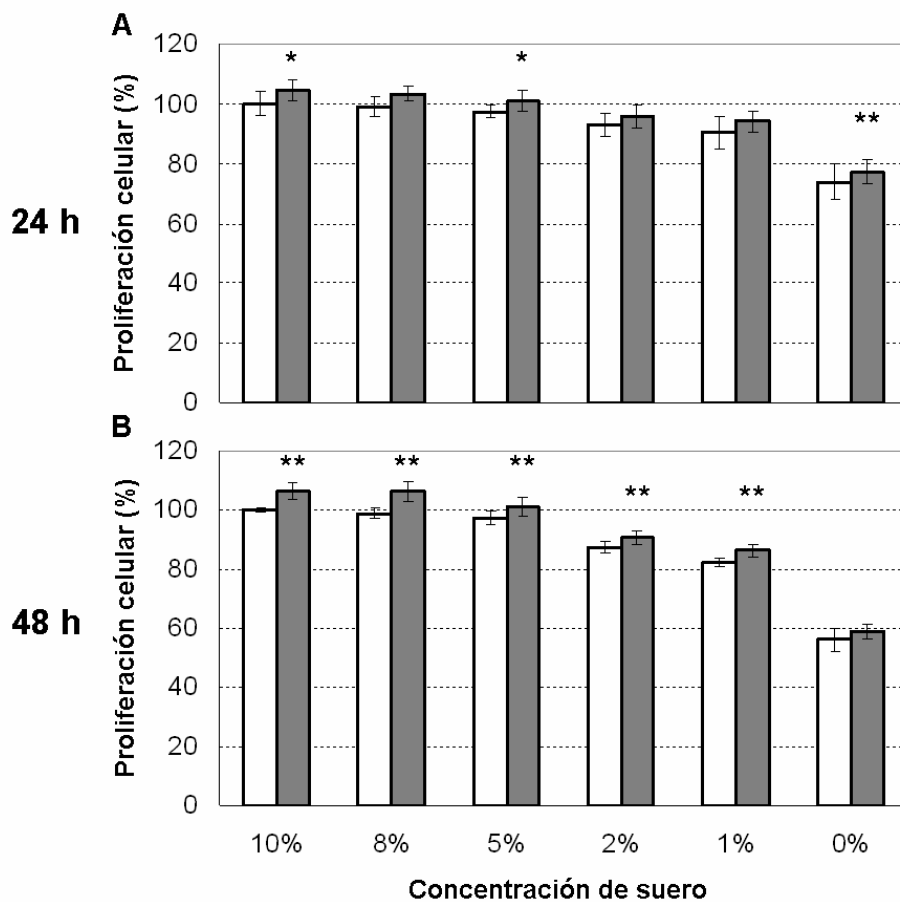 A
Proliferación celular (%)
120
100
80
60
40
20
0
* * **
24 h
B
Proliferación celular (%)
120
100
80
60
40
20
0
** ** ** ** **
48 h
10% 8% 5% 2% 1% 0%
Concentración de suero